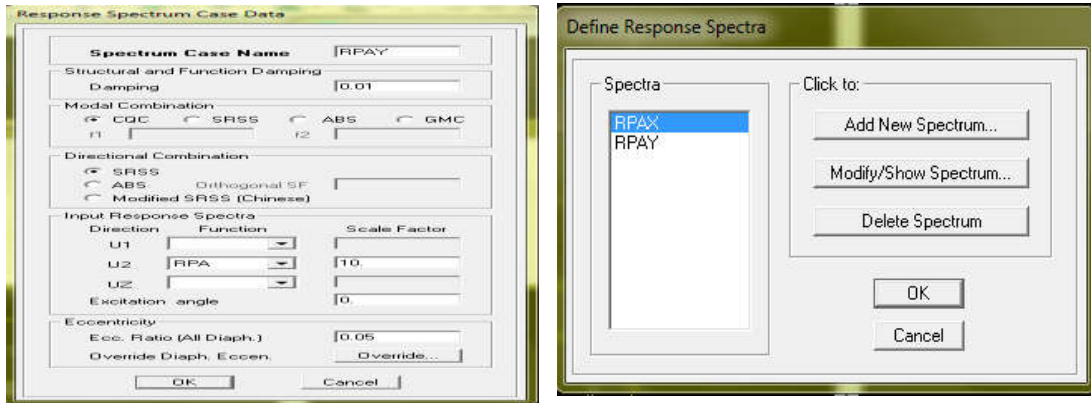 Response Spectrum Case Data
Spectrum Case Name RPAY
Structural and Function Damping
Damping 0.01
Modal Combination
CQC SRSS ABS GMC
f1 f2
Directional Combination
SRSS
ABS Orthogonal SF
Modified SRSS (Chinese)
Input Response Spectra
Direction Function Scale Factor
U1
U2 RPA 10.
UZ
Excitation angle 0.
Eccentricity
Ecc. Ratio (All Diaph.) 0.05
Override Diaph. Eccen. Override...
OK Cancel
Define Response Spectra
Spectra
RPAX
RPAY
Click to:
Add New Spectrum...
Modify/Show Spectrum...
Delete Spectrum
OK
Cancel